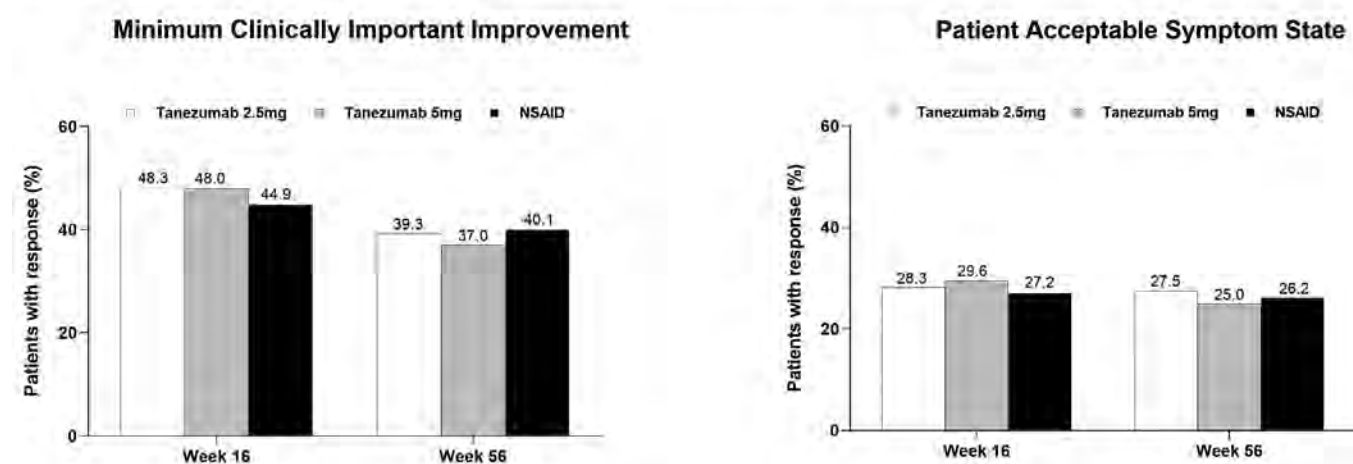 Minimum Clinically Important Improvement
Tanezumab 2.5mg
Tanezumab 5mg
NSAID
Patients with response (%)
60
40
20
0
48.3
48.0
44.9
39.3
37.0
40.1
Week 16
Week 56
Patient Acceptable Symptom State
Tanezumab 2.5mg
Tanezumab 5mg
NSAID
Patients with response (%)
60
40
20
0
28.3
29.6
27.2
27.5
25.0
26.2
Week 16
Week 56